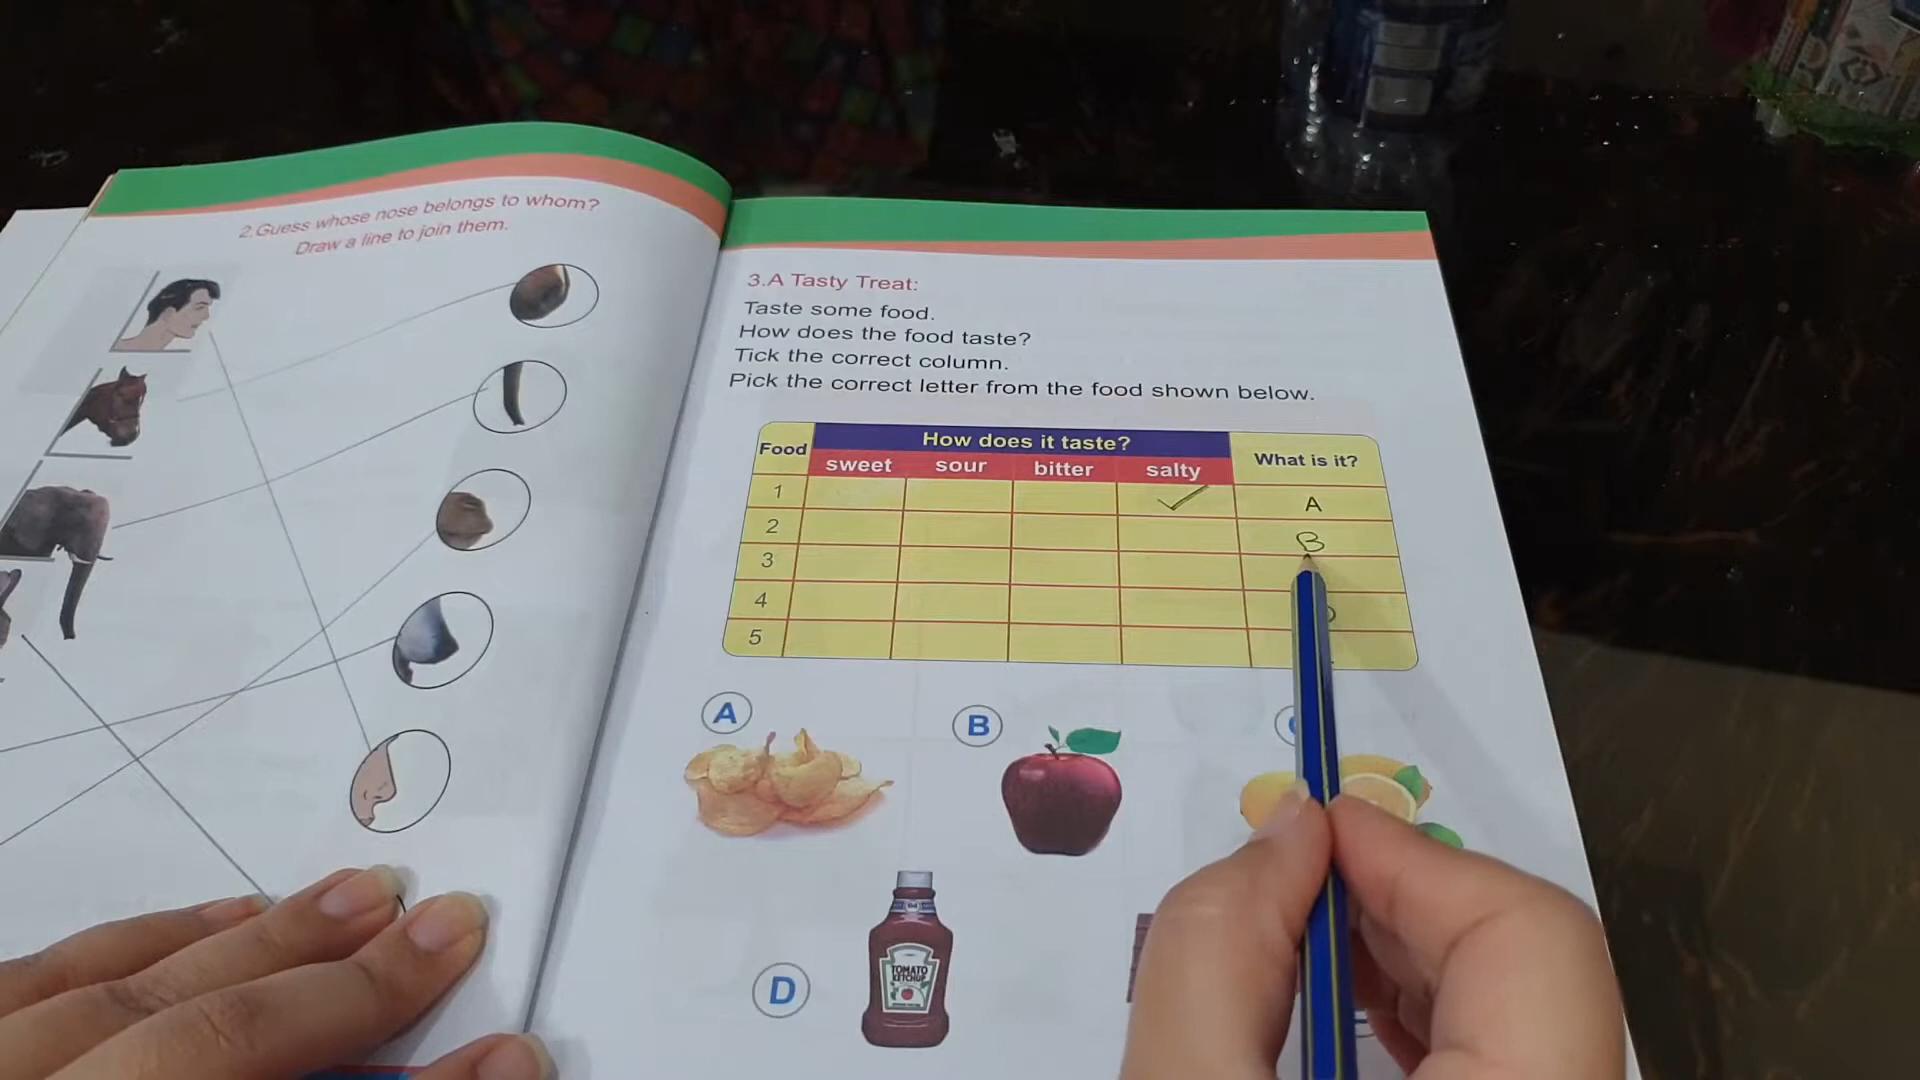 2.Guess whose nose belongs to whom?
Draw a line to join them.
3.A Tasty Treat:
Taste some food.
How does the food taste?
Tick the correct column.
Pick the correct letter from the food shown below.
Food How does it taste? What is it?
sweet sour bitter salty
1 A
2 B
3
4
5
A
B
D
TOMATO
KETCHUP